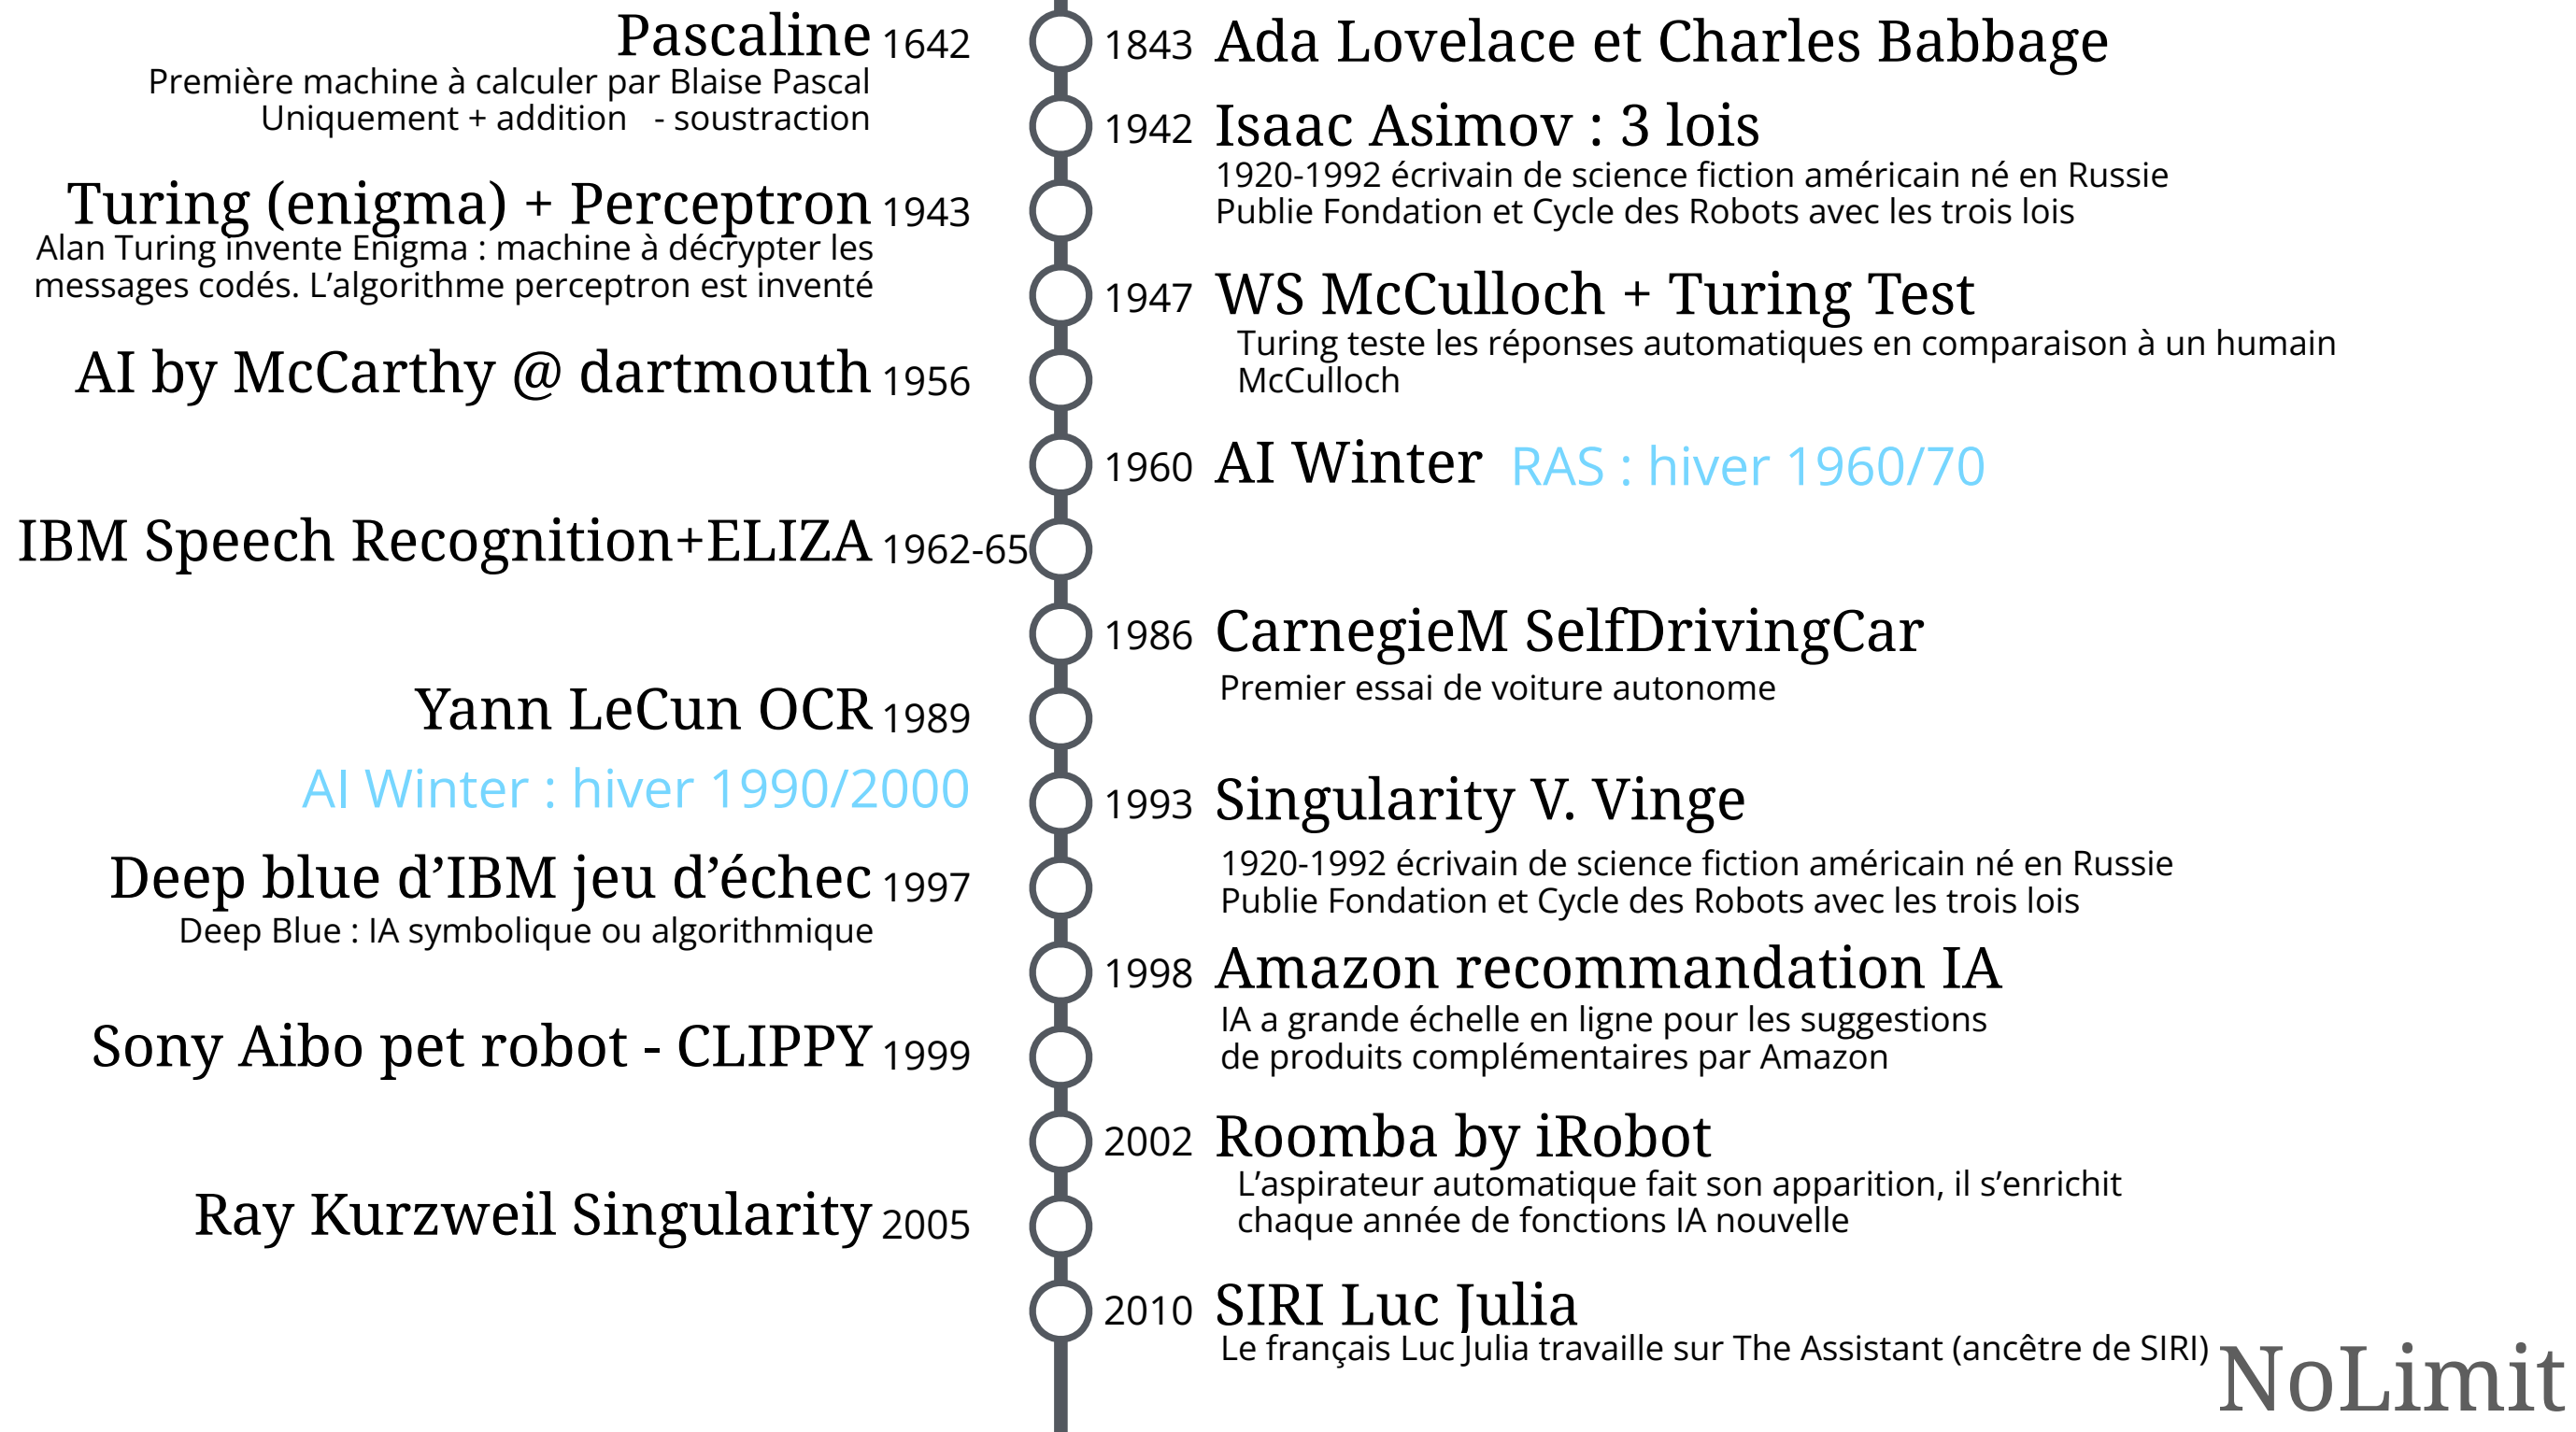 Pascaline 1642
Première machine à calculer par Blaise Pascal
Uniquement + addition - soustraction
1843 Ada Lovelace et Charles Babbage
1942 Isaac Asimov : 3 lois
1920-1992 écrivain de science fiction américain né en Russie
Publie Fondation et Cycle des Robots avec les trois lois
Turing (enigma) + Perceptron 1943
Alan Turing invente Enigma : machine à décrypter les
messages codés. L’algorithme perceptron est inventé
1947 WS McCulloch + Turing Test
Turing teste les réponses automatiques en comparaison à un humain
McCulloch
AI by McCarthy @ dartmouth 1956
1960 AI Winter RAS : hiver 1960/70
IBM Speech Recognition+ELIZA 1962-65
1986 CarnegieM SelfDrivingCar
Premier essai de voiture autonome
Yann LeCun OCR 1989
AI Winter : hiver 1990/2000
1993 Singularity V. Vinge
1920-1992 écrivain de science fiction américain né en Russie
Publie Fondation et Cycle des Robots avec les trois lois
Deep blue d’IBM jeu d’échec 1997
Deep Blue : IA symbolique ou algorithmique
1998 Amazon recommandation IA
IA a grande échelle en ligne pour les suggestions
de produits complémentaires par Amazon
Sony Aibo pet robot - CLIPPY 1999
2002 Roomba by iRobot
L’aspirateur automatique fait son apparition, il s’enrichit
chaque année de fonctions IA nouvelle
Ray Kurzweil Singularity 2005
2010 SIRI Luc Julia
Le français Luc Julia travaille sur The Assistant (ancêtre de SIRI)
NoLimit